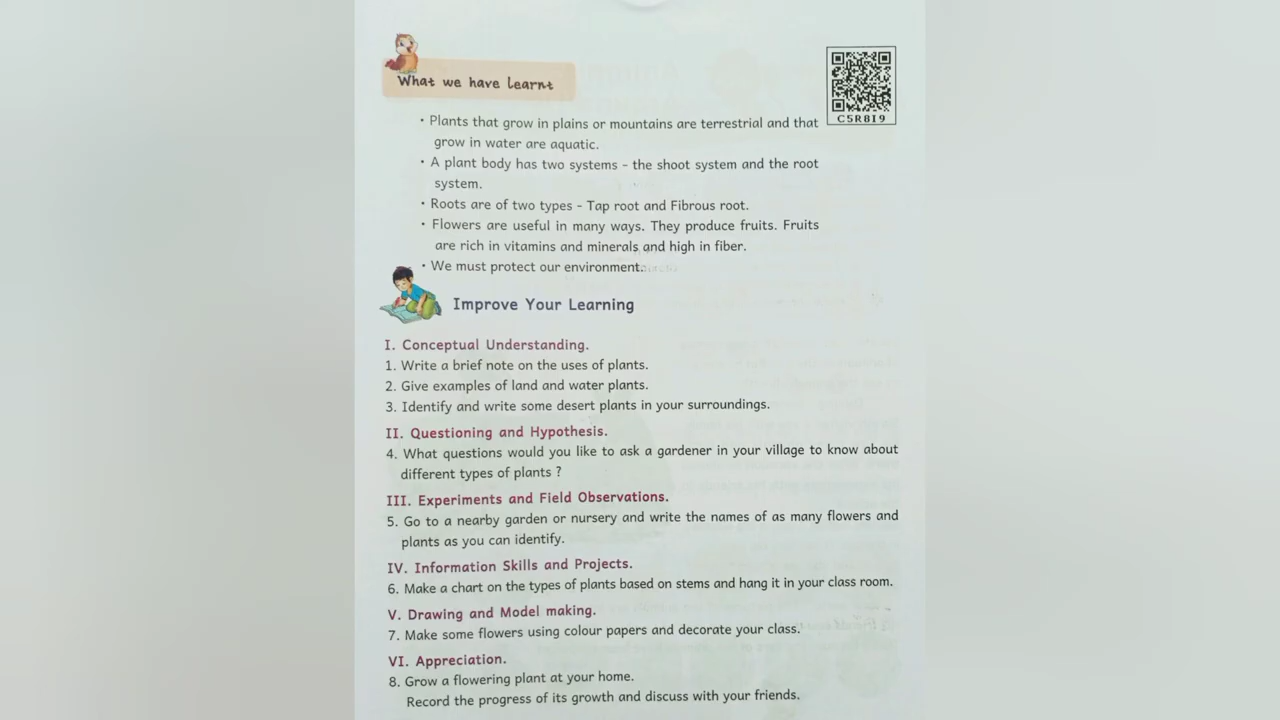 What we have learnt
C5R8I9
• Plants that grow in plains or mountains are terrestrial and that
grow in water are aquatic.
• A plant body has two systems - the shoot system and the root
system.
• Roots are of two types - Tap root and Fibrous root.
• Flowers are useful in many ways. They produce fruits. Fruits
are rich in vitamins and minerals and high in fiber.
• We must protect our environment.
Improve Your Learning
I. Conceptual Understanding.
1. Write a brief note on the uses of plants.
2. Give examples of land and water plants.
3. Identify and write some desert plants in your surroundings.
II. Questioning and Hypothesis.
4. What questions would you like to ask a gardener in your village to know about
different types of plants ?
III. Experiments and Field Observations.
5. Go to a nearby garden or nursery and write the names of as many flowers and
plants as you can identify.
IV. Information Skills and Projects.
6. Make a chart on the types of plants based on stems and hang it in your class room.
V. Drawing and Model making.
7. Make some flowers using colour papers and decorate your class.
VI. Appreciation.
8. Grow a flowering plant at your home.
Record the progress of its growth and discuss with your friends.